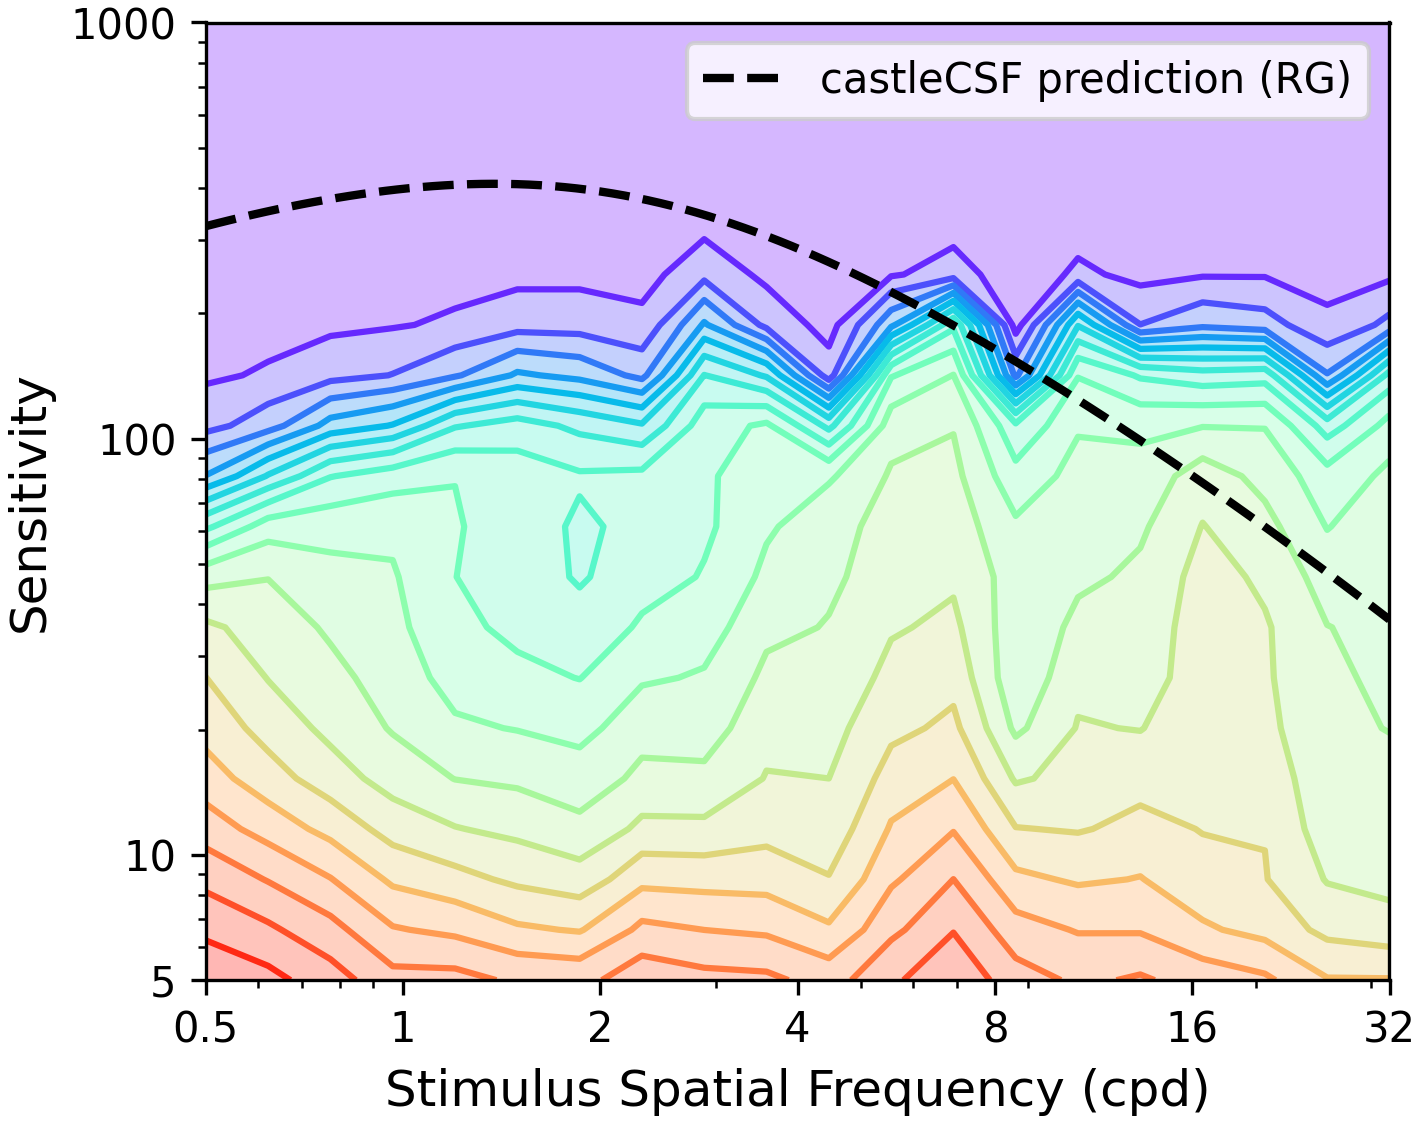 1000
castleCSF prediction (RG)
100
Sensitivity
10
5
0.5 1 2 4 8 16 32
Stimulus Spatial Frequency (cpd)